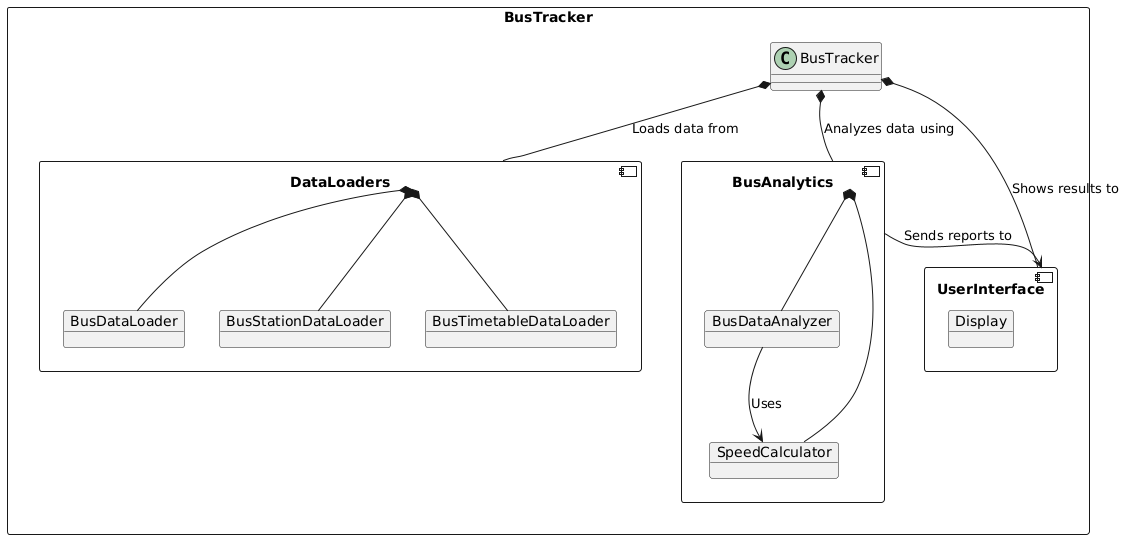 BusTracker
C BusTracker
Loads data from
Analyzes data using
Shows results to
DataLoaders
BusAnalytics
Sends reports to
UserInterface
BusDataLoader
BusStationDataLoader
BusTimetableDataLoader
BusDataAnalyzer
Display
Uses
SpeedCalculator